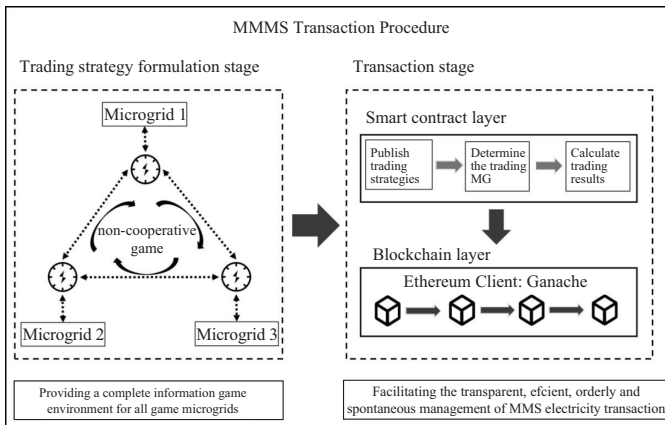 MMMS Transaction Procedure
Trading strategy formulation stage
Microgrid 1
non-cooperative
game
Microgrid 2
Microgrid 3
Providing a complete information game
environment for all game microgrids
Transaction stage
Smart contract layer
Publish
trading
strategies
Determine
the trading
MG
Calculate
trading
results
Blockchain layer
Ethereum Client: Ganache
Facilitating the transparent, efcient, orderly and
spontaneous management of MMS electricity transaction